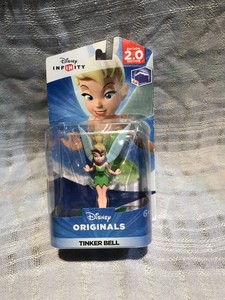 Disney
INFINITY
2.0
Disney
ORIGINALS
TINKER BELL